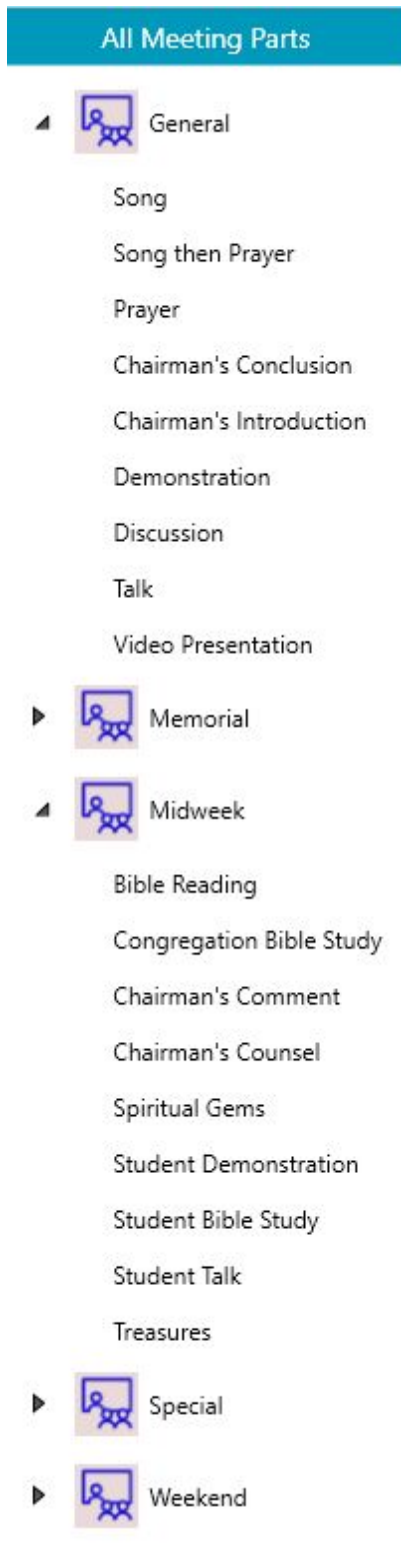 All Meeting Parts
General
Song
Song then Prayer
Prayer
Chairman's Conclusion
Chairman's Introduction
Demonstration
Discussion
Talk
Video Presentation
Memorial
Midweek
Bible Reading
Congregation Bible Study
Chairman's Comment
Chairman's Counsel
Spiritual Gems
Student Demonstration
Student Bible Study
Student Talk
Treasures
Special
Weekend